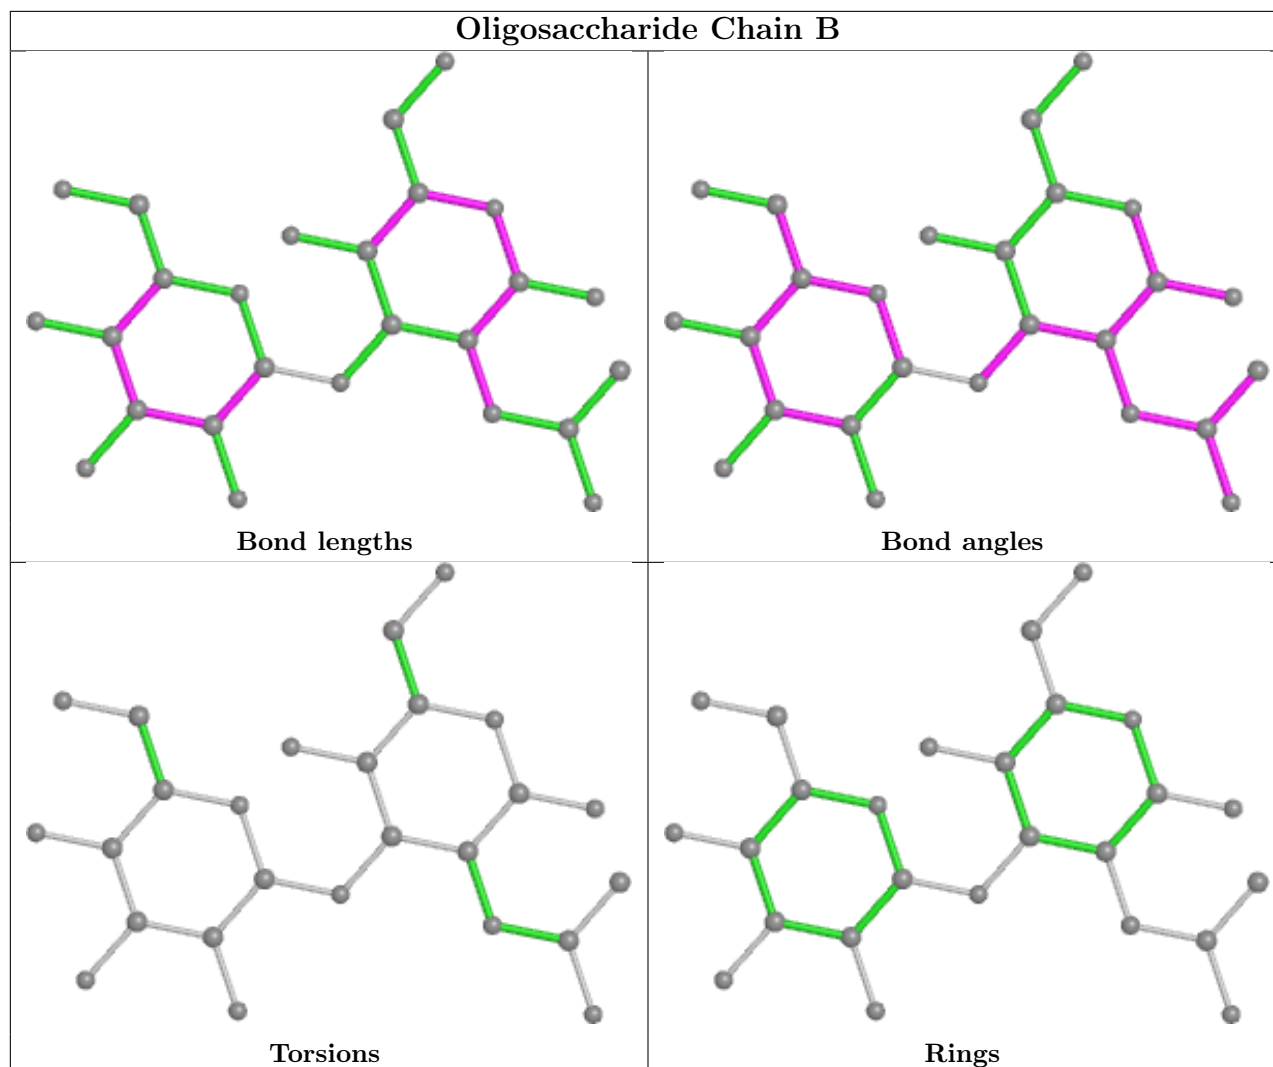 Oligosaccharide Chain B
Bond lengths
Bond angles
Torsions
Rings